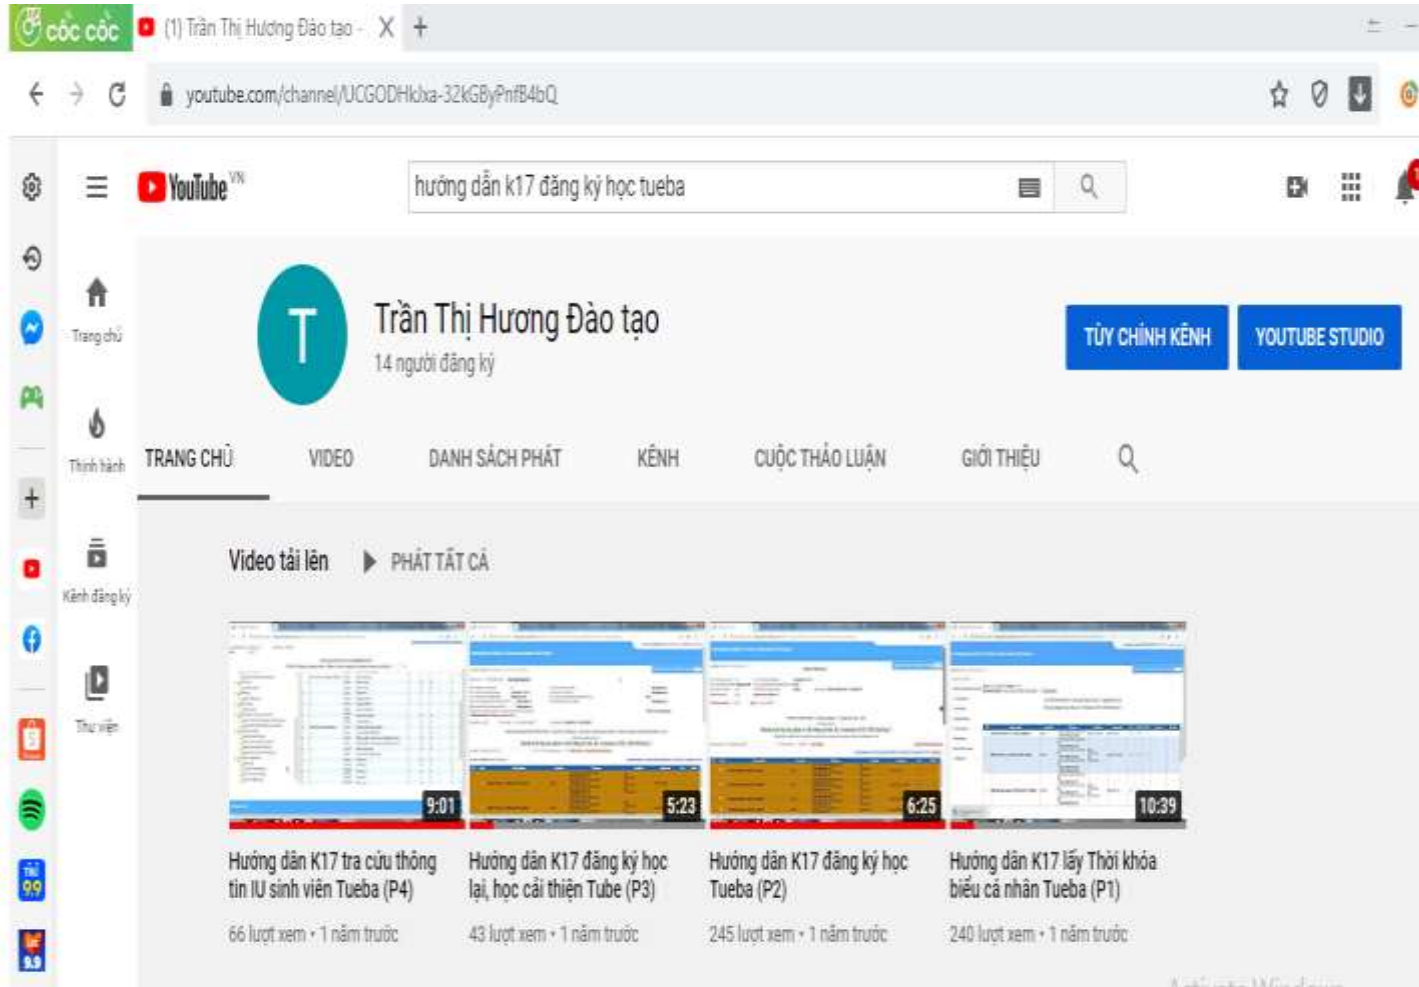 cốc cốc
(1) Trần Thị Hương Đào tạo -
youtube.com/channel/UCGODHkJxa-32kGByPnfB4bQ
YouTube VN
hướng dẫn k17 đăng ký học tueba
Trang chủ
Trần Thị Hương Đào tạo
14 người đăng ký
TÙY CHỈNH KÊNH
YOUTUBE STUDIO
Thịnh hành
TRANG CHỦ
VIDEO
DANH SÁCH PHÁT
KÊNH
CUỘC THẢO LUẬN
GIỚI THIỆU
Kênh đăng ký
Video tải lên
PHÁT TẤT CẢ
Thư viện
9:01
5:23
6:25
10:39
Hướng dẫn K17 tra cứu thông
tin IU sinh viên Tueba (P4)
66 lượt xem • 1 năm trước
Hướng dẫn K17 đăng ký học
lại, học cải thiện Tube (P3)
43 lượt xem • 1 năm trước
Hướng dẫn K17 đăng ký học
Tueba (P2)
245 lượt xem • 1 năm trước
Hướng dẫn K17 lấy Thời khóa
biểu cá nhân Tueba (P1)
240 lượt xem • 1 năm trước
9.9
Activate Windows